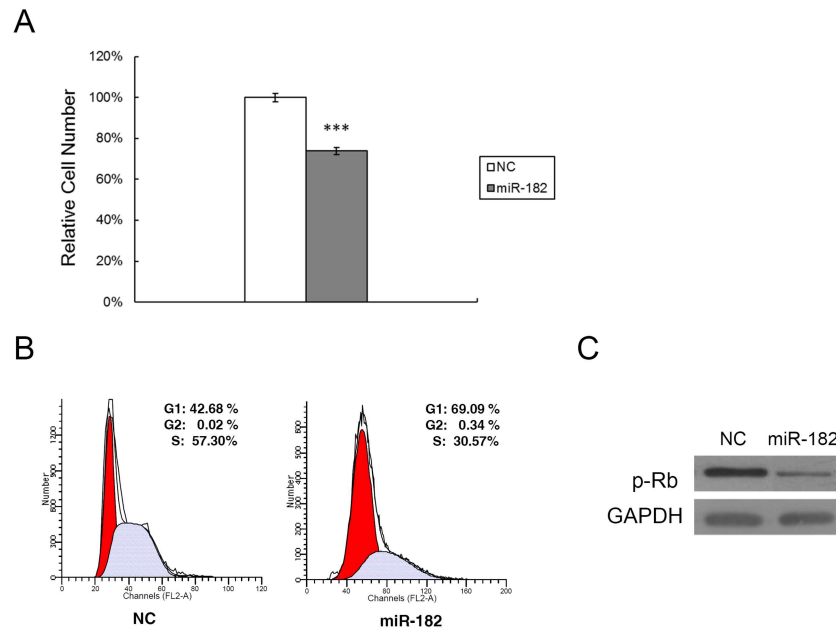 A
120%
100%
80%
60%
40%
20%
0%
Relative Cell Number
***
NC
miR-182
B
G1: 42.68 %
G2: 0.02 %
S: 57.30%
Number
0 300 600 900 1200
0 20 40 60 80 100 120
Channels (FL2-A)
NC
G1: 69.09 %
G2: 0.34 %
S: 30.57%
Number
0 100 200 300 400 500 600
0 40 80 120 160 200
Channels (FL2-A)
miR-182
C
NC miR-182
p-Rb
GAPDH